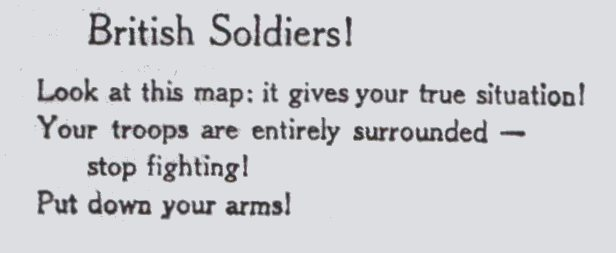 British Soldiers!
Look at this map: it gives your true situation!
Your troops are entirely surrounded —
stop fighting!
Put down your arms!